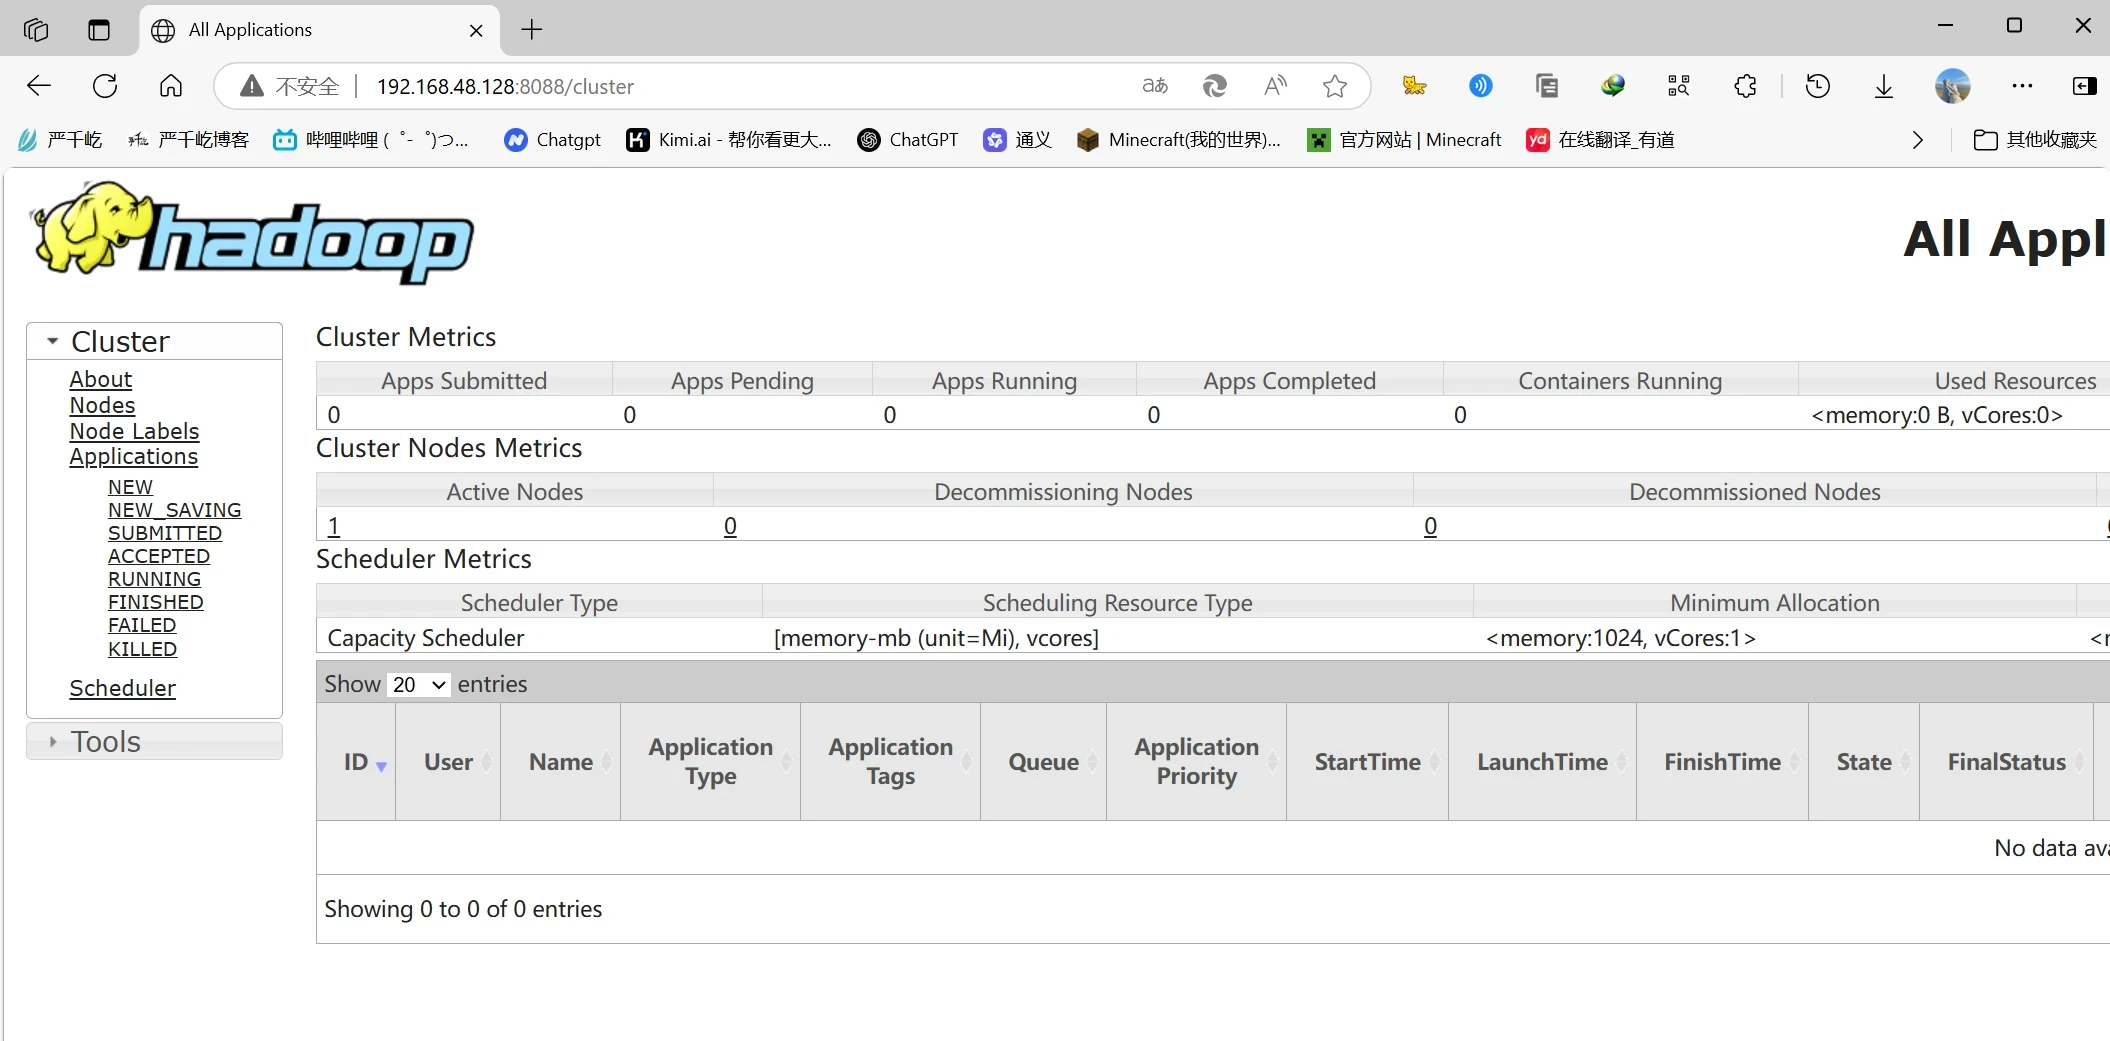 All Applications
不安全 192.168.48.128:8088/cluster
严千屹 严千屹博客 哔哩哔哩 ( ゜- ゜)つ... Chatgpt Kimi.ai - 帮你看更大... ChatGPT 通义 Minecraft(我的世界)... 官方网站 | Minecraft 在线翻译_有道 其他收藏夹
hadoop
All Appl
Cluster
About
Nodes
Node Labels
Applications
NEW
NEW_SAVING
SUBMITTED
ACCEPTED
RUNNING
FINISHED
FAILED
KILLED
Scheduler
Tools
Cluster Metrics
Apps Submitted Apps Pending Apps Running Apps Completed Containers Running Used Resources
0 0 0 0 0 <memory:0 B, vCores:0>
Cluster Nodes Metrics
Active Nodes Decommissioning Nodes Decommissioned Nodes
1 0 0
Scheduler Metrics
Scheduler Type Scheduling Resource Type Minimum Allocation
Capacity Scheduler [memory-mb (unit=Mi), vcores] <memory:1024, vCores:1>
Show 20 entries
ID User Name Application Type Application Tags Queue Application Priority StartTime LaunchTime FinishTime State FinalStatus
No data ava
Showing 0 to 0 of 0 entries